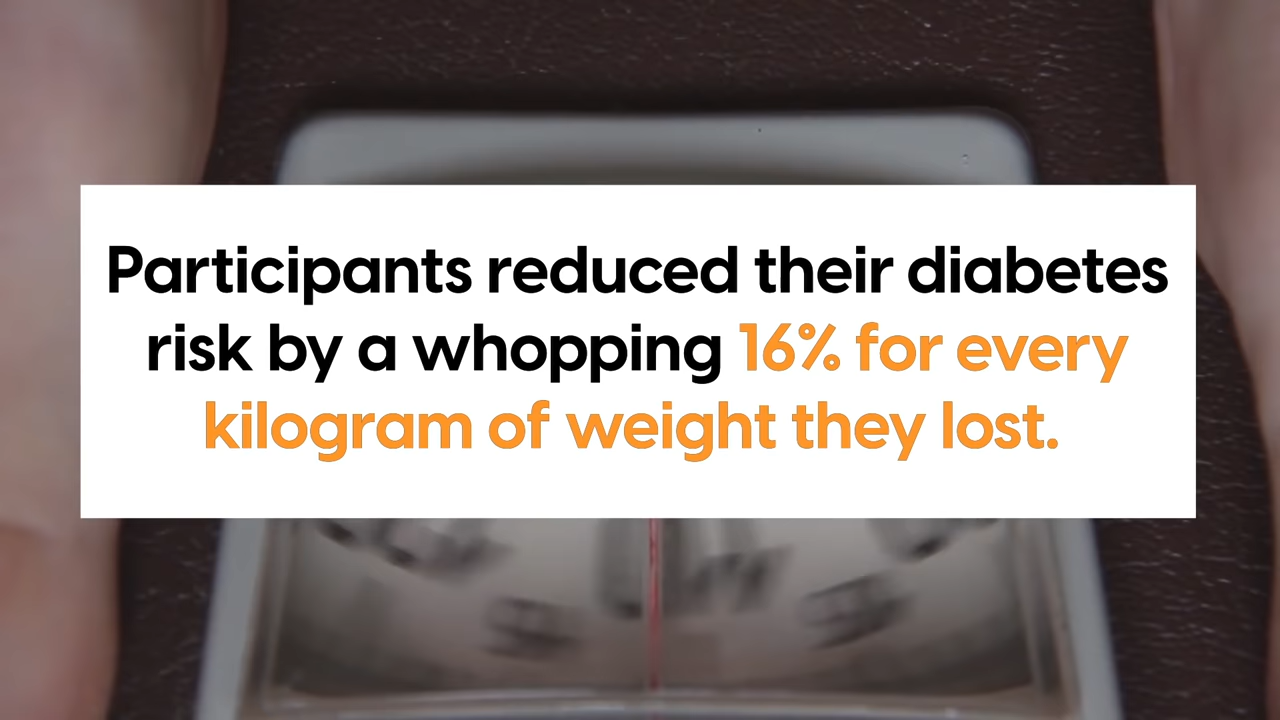 Participants reduced their diabetes
risk by a whopping 16% for every
kilogram of weight they lost.